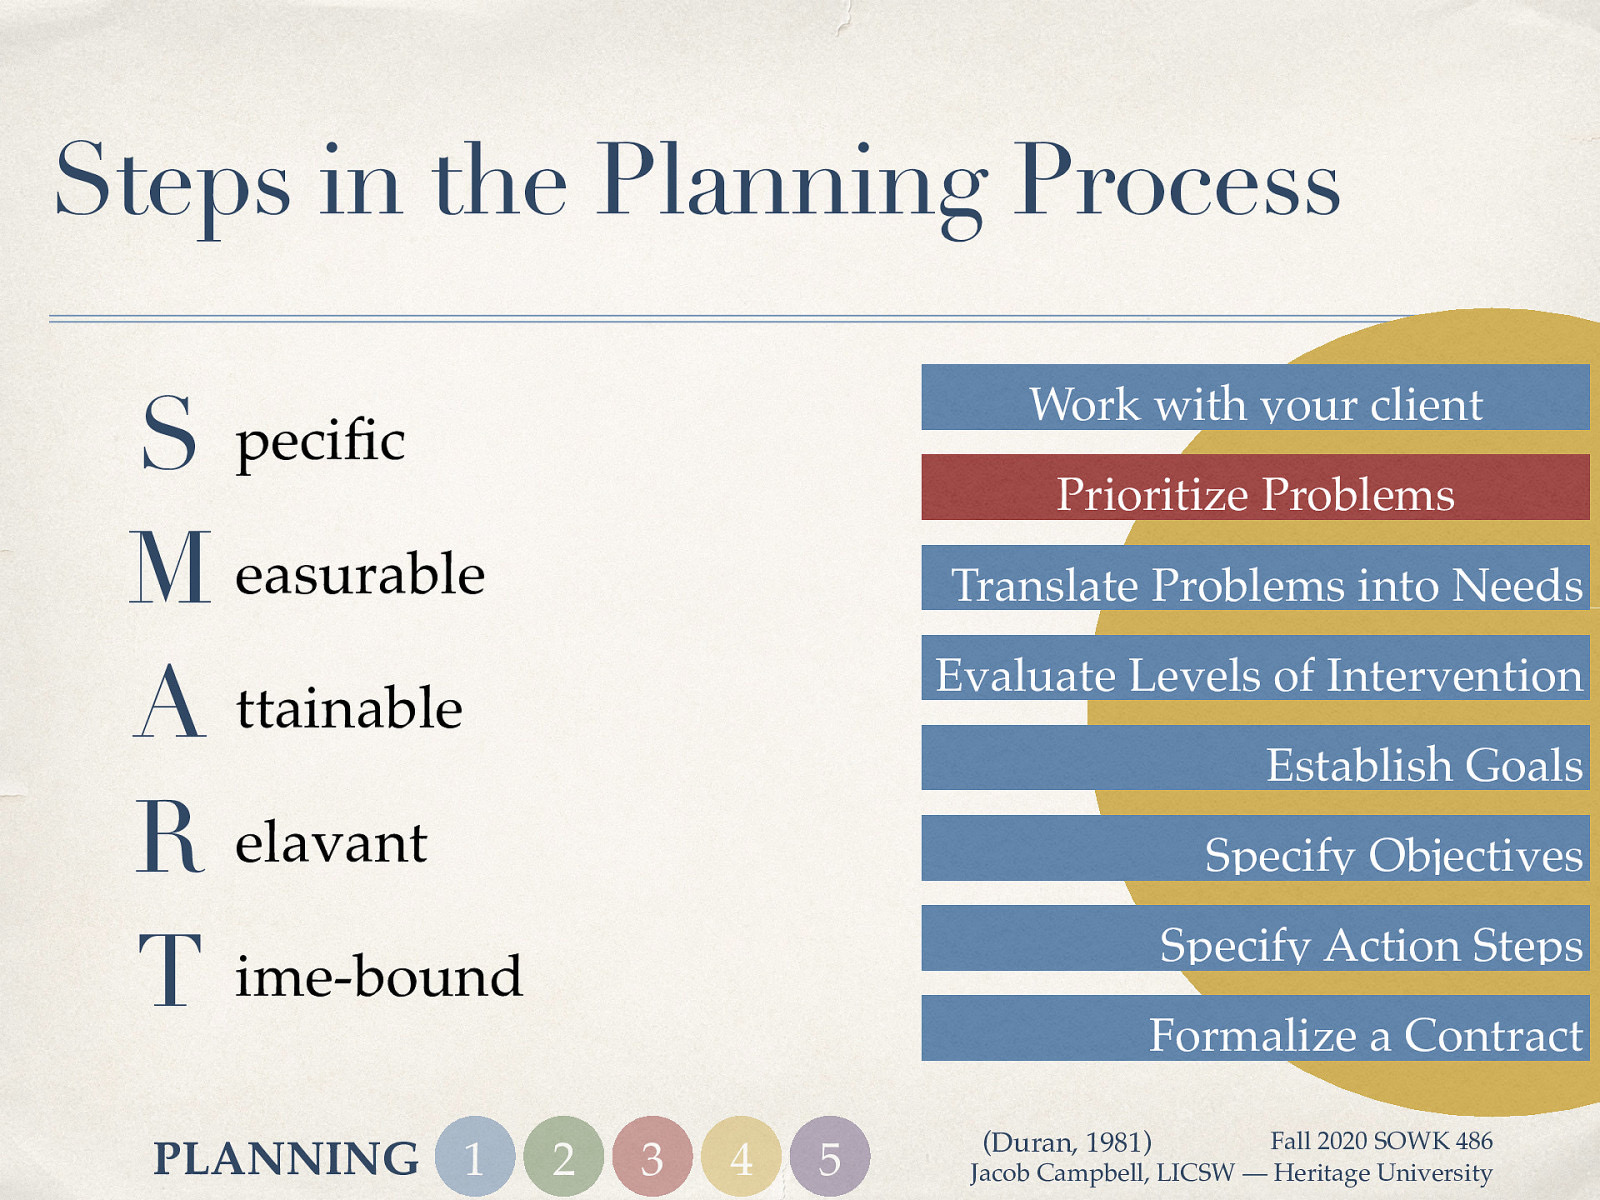 Steps in the Planning Process
S pecific
M easurable
A ttainable
R elavant
T ime-bound
Work with your client
Prioritize Problems
Translate Problems into Needs
Evaluate Levels of Intervention
Establish Goals
Specify Objectives
Specify Action Steps
Formalize a Contract
PLANNING 1 2 3 4 5
(Duran, 1981) Fall 2020 SOWK 486
Jacob Campbell, LICSW — Heritage University